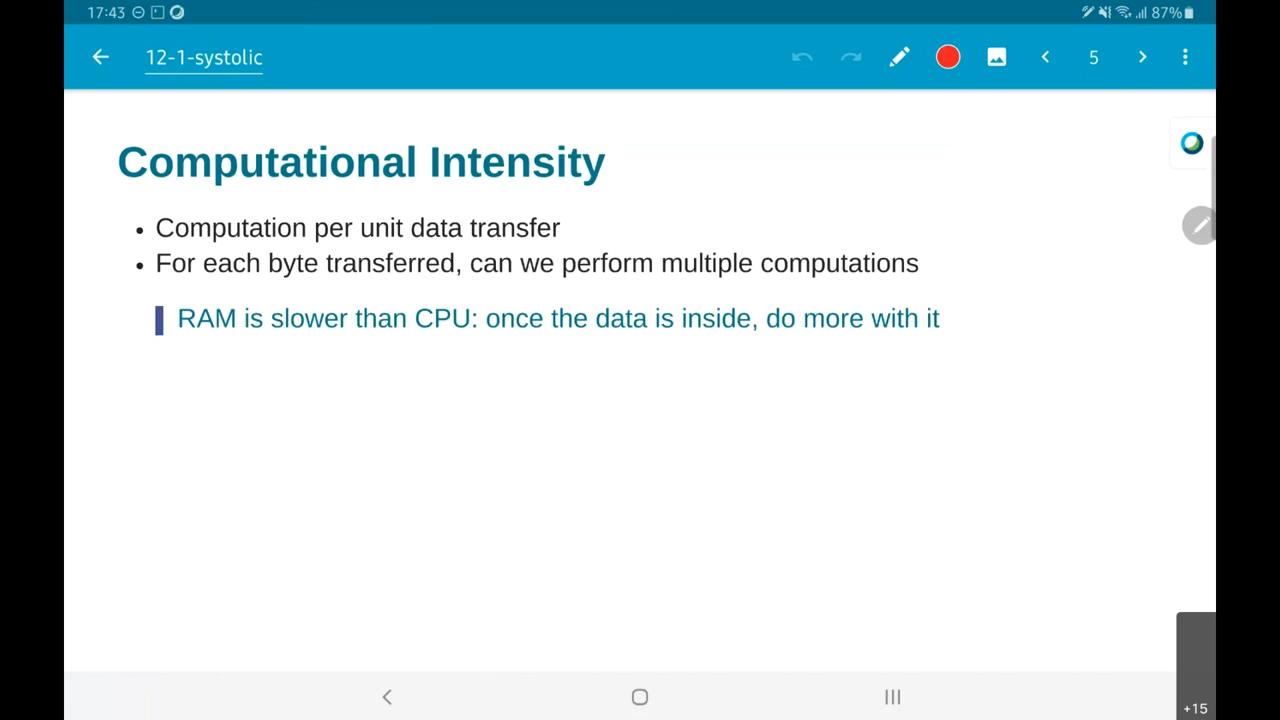 17:43 87%
12-1-systolic 5
Computational Intensity
• Computation per unit data transfer
• For each byte transferred, can we perform multiple computations
RAM is slower than CPU: once the data is inside, do more with it
+15